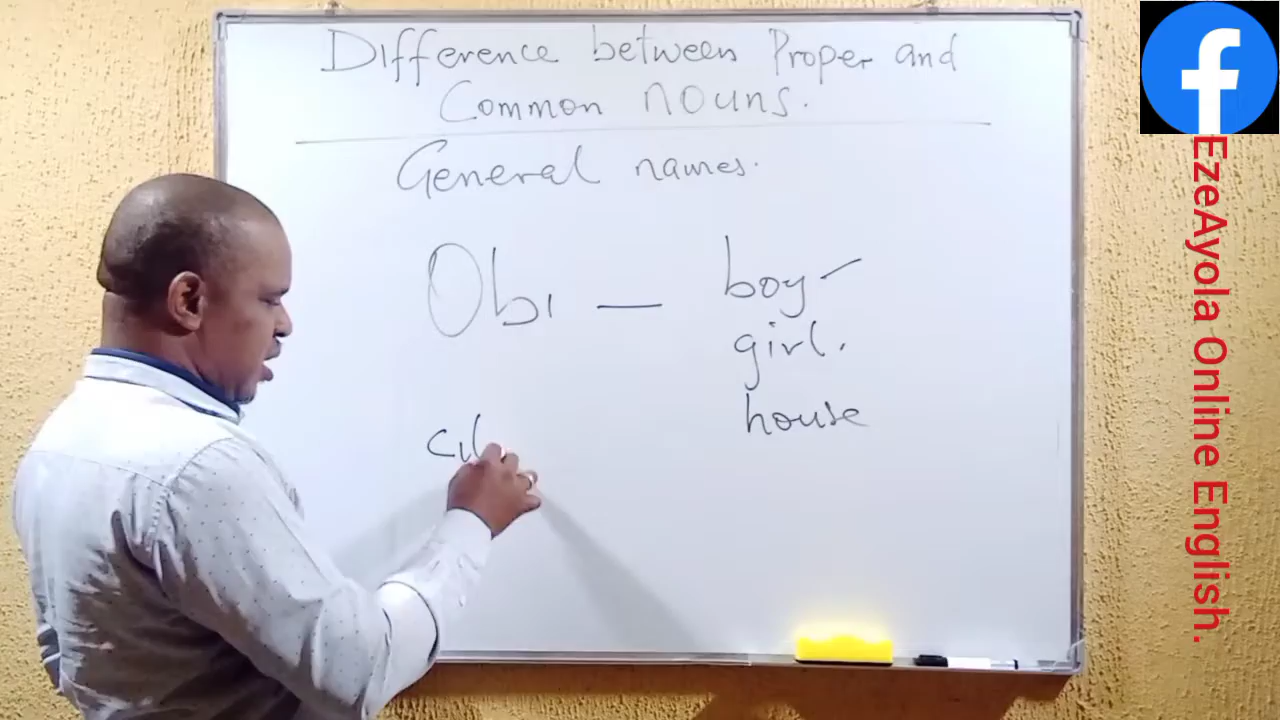 Difference between Proper and
Common nouns.
General names.
Obi — boy –
girl.
house
EzeAyola Online English.